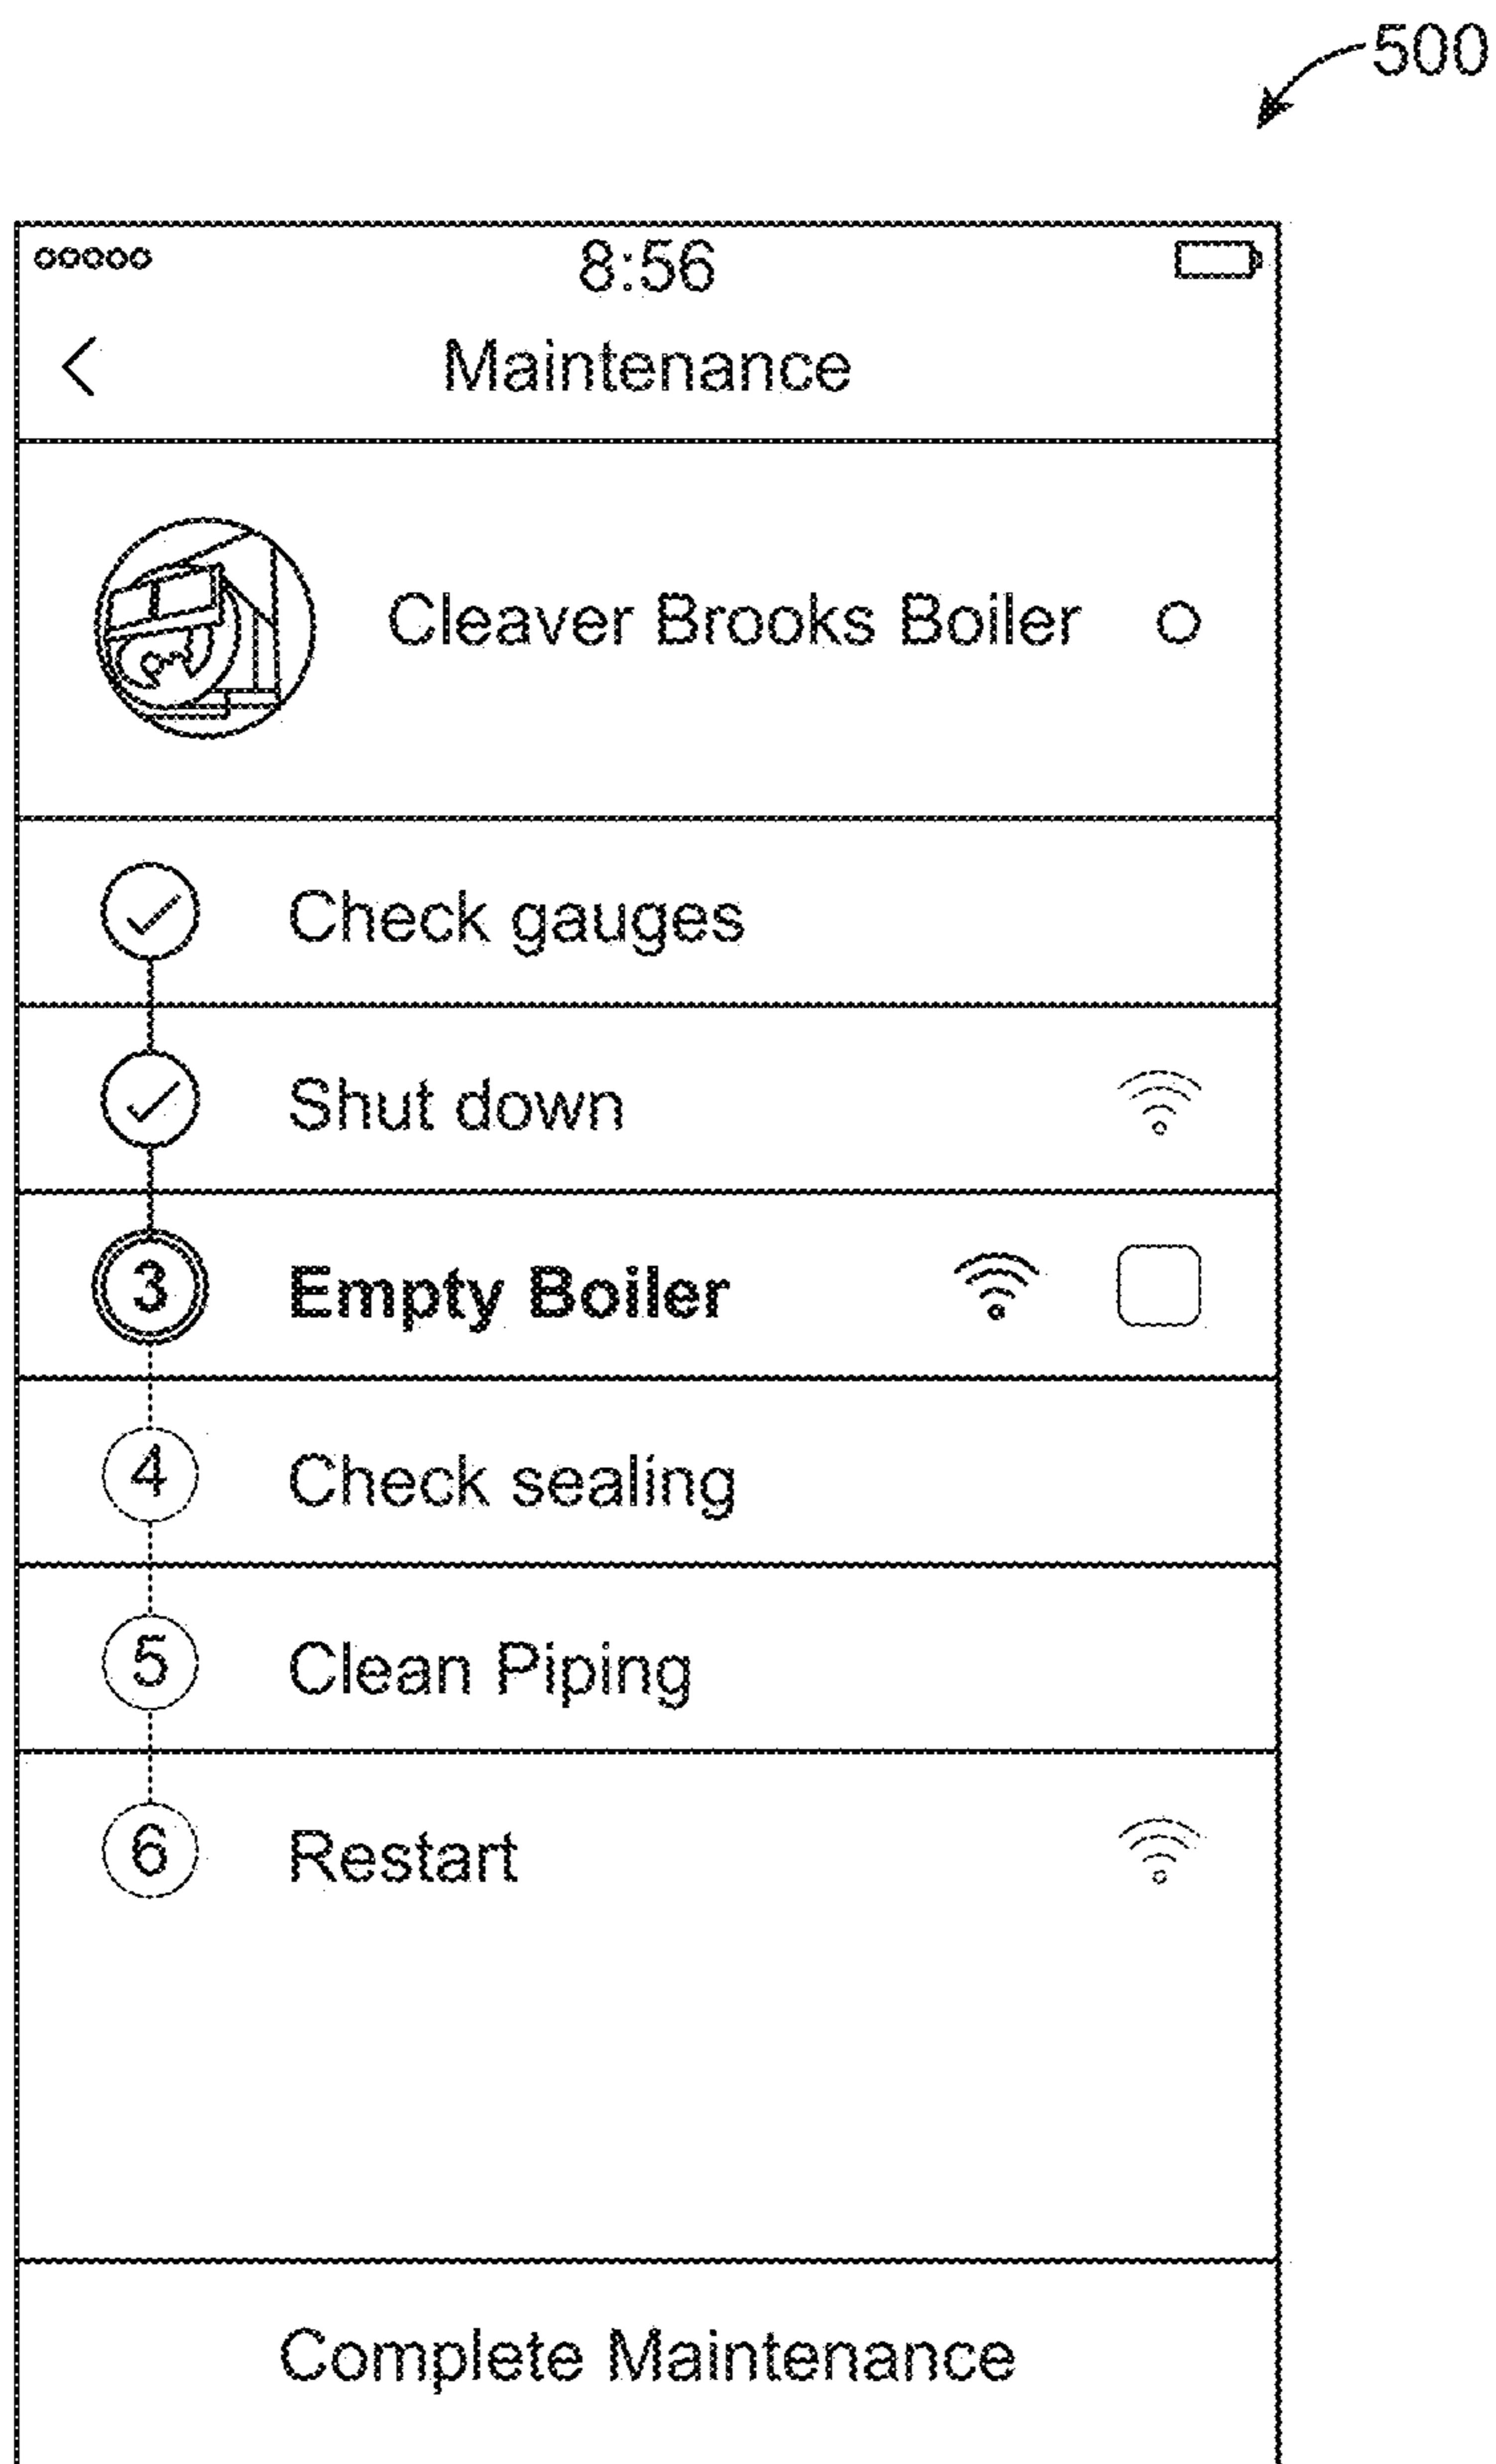 500
8:56
Maintenance
Cleaver Brooks Boiler
Check gauges
Shut down
3 Empty Boiler
4 Check sealing
5 Clean Piping
6 Restart
Complete Maintenance